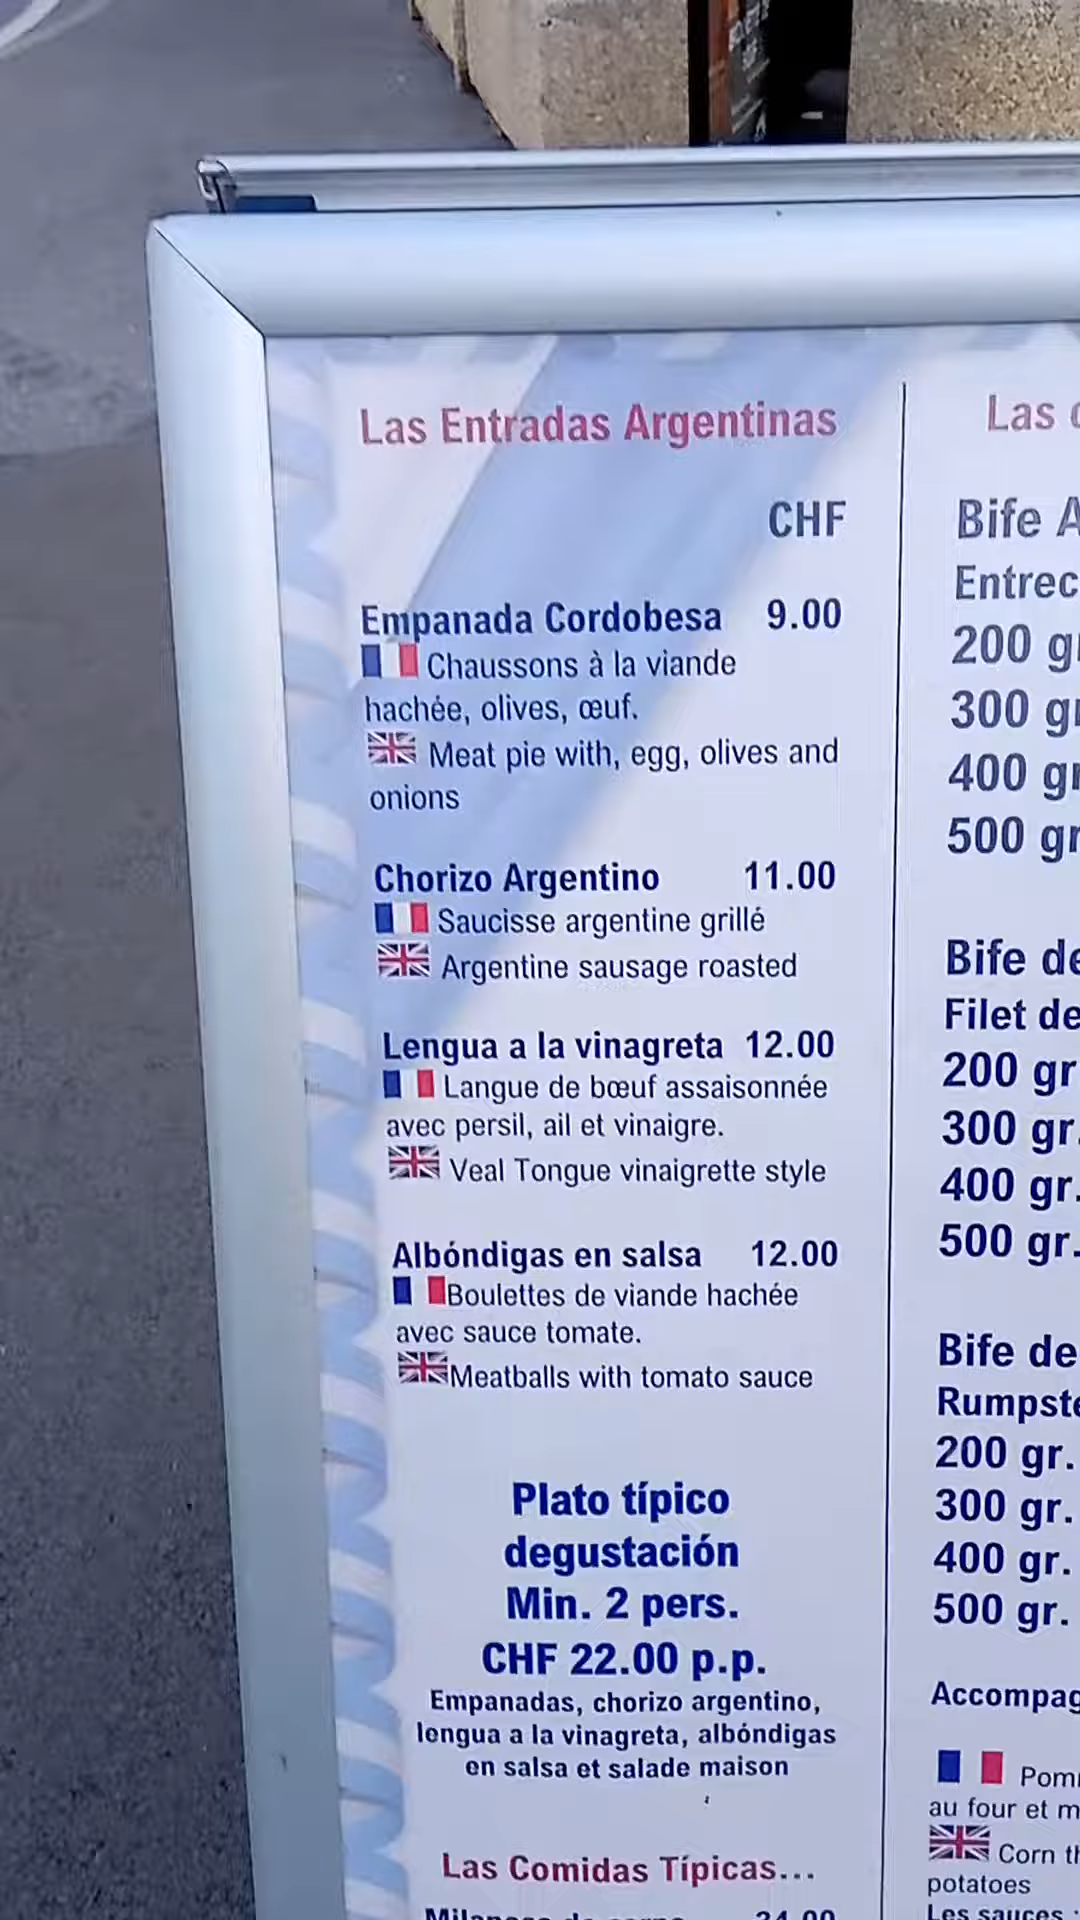 Las Entradas Argentinas
CHF
Empanada Cordobesa 9.00
Chaussons à la viande
hachée, olives, œuf.
Meat pie with, egg, olives and
onions
Chorizo Argentino 11.00
Saucisse argentine grillé
Argentine sausage roasted
Lengua a la vinagreta 12.00
Langue de bœuf assaisonnée
avec persil, ail et vinaigre.
Veal Tongue vinaigrette style
Albóndigas en salsa 12.00
Boulettes de viande hachée
avec sauce tomate.
Meatballs with tomato sauce
Plato típico
degustación
Min. 2 pers.
CHF 22.00 p.p.
Empanadas, chorizo argentino,
lengua a la vinagreta, albóndigas
en salsa et salade maison
Las Comidas Típicas...
Las
Bife
200 gr
300 gr
400 gr
500 gr
Bife de
Filet de
200 gr
300 gr.
400 gr.
500 gr.
Bife de
200 gr.
300 gr.
400 gr.
500 gr.
au four et
Corn
potatoes
Les sauces :